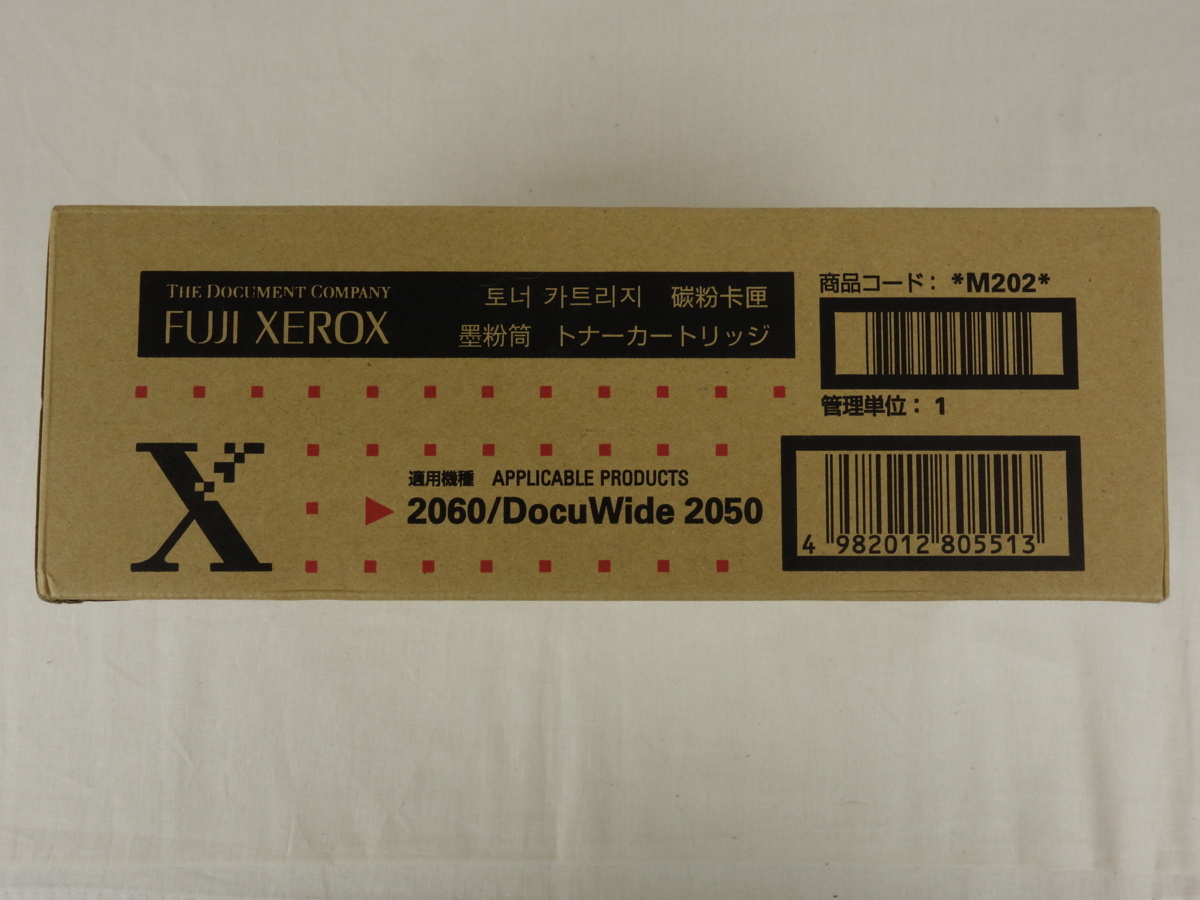 THE DOCUMENT COMPANY
FUJI XEROX
토너 카트리지 碳粉卡匣
墨粉筒 トナーカートリッジ
商品コード: *M202*
管理単位: 1
X
適用機種 APPLICABLE PRODUCTS
2060/DocuWide 2050
4 982012 805513